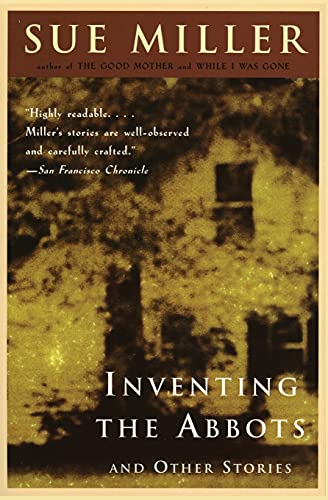 SUE MILLER
author of THE GOOD MOTHER and WHILE I WAS GONE
"Highly readable. . . .
Miller's stories are well-observed
and carefully crafted."
—San Francisco Chronicle
INVENTING
THE ABBOTS
AND OTHER STORIES